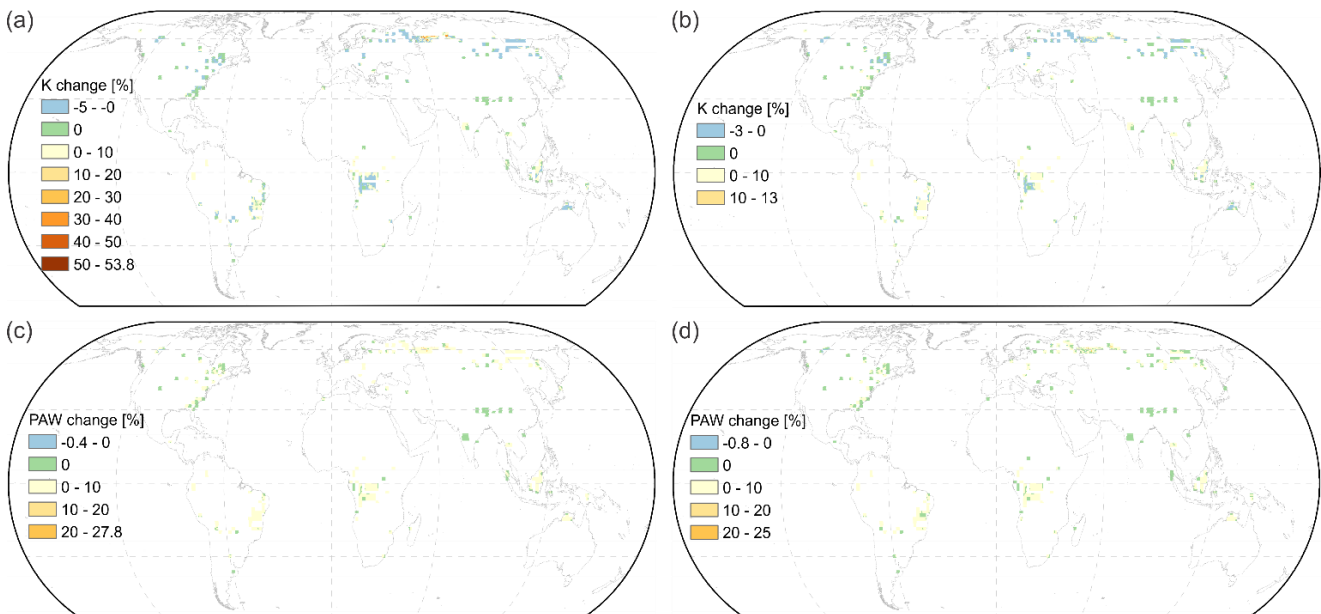 (a)
K change [%]
-5 - -0
0
0 - 10
10 - 20
20 - 30
30 - 40
40 - 50
50 - 53.8
(b)
K change [%]
-3 - 0
0
0 - 10
10 - 13
(c)
PAW change [%]
-0.4 - 0
0
0 - 10
10 - 20
20 - 27.8
(d)
PAW change [%]
-0.8 - 0
0
0 - 10
10 - 20
20 - 25